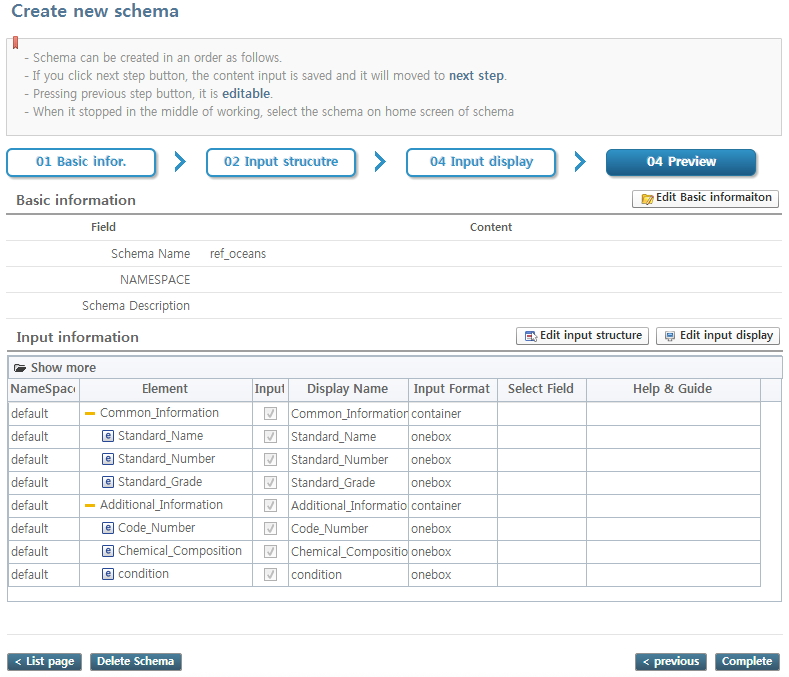 Create new schema
- Schema can be created in an order as follows.
- If you click next step button, the content input is saved and it will moved to next step.
- Pressing previous step button, it is editable.
- When it stopped in the middle of working, select the schema on home screen of schema
01 Basic infor. 02 Input strucutre 04 Input display 04 Preview
Basic information Edit Basic informaiton
Field Content
Schema Name ref_oceans
NAMESPACE
Schema Description
Input information Edit input structure Edit input display
Show more
NameSpac Element Input Display Name Input Format Select Field Help & Guide
default Common_Information Common_Information container
default e Standard_Name Standard_Name onebox
default e Standard_Number Standard_Number onebox
default e Standard_Grade Standard_Grade onebox
default Additional_Information Additional_Informatio container
default e Code_Number Code_Number onebox
default e Chemical_Composition Chemical_Compositio onebox
default e condition condition onebox
< List page Delete Schema < previous Complete